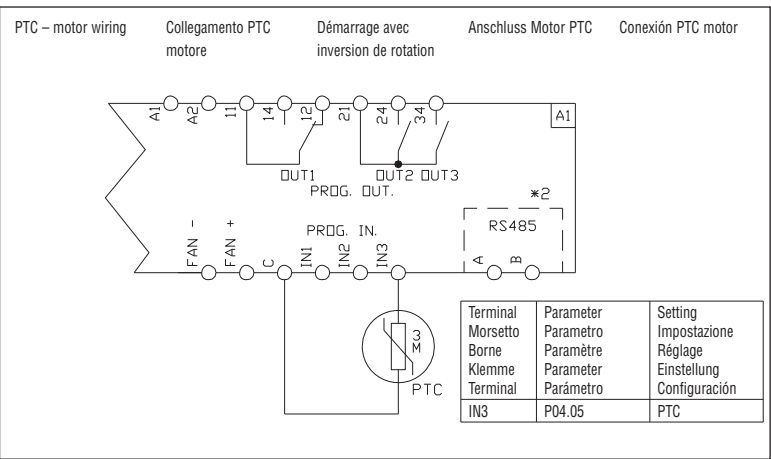 PTC – motor wiring
Collegamento PTC
motore
Démarrage avec
inversion de rotation
Anschluss Motor PTC
Conexión PTC motor
A1 A2 11 14 12 21 24 34
A1
OUT1 OUT2 OUT3
PROG. OUT.
*2
RS485
PROG. IN.
FAN - FAN + C IN1 IN2 IN3 A B
3
M
PTC
Terminal Parameter Setting
Morsetto Parametro Impostazione
Borne Paramètre Réglage
Klemme Parameter Einstellung
Terminal Parámetro Configuración
IN3 P04.05 PTC